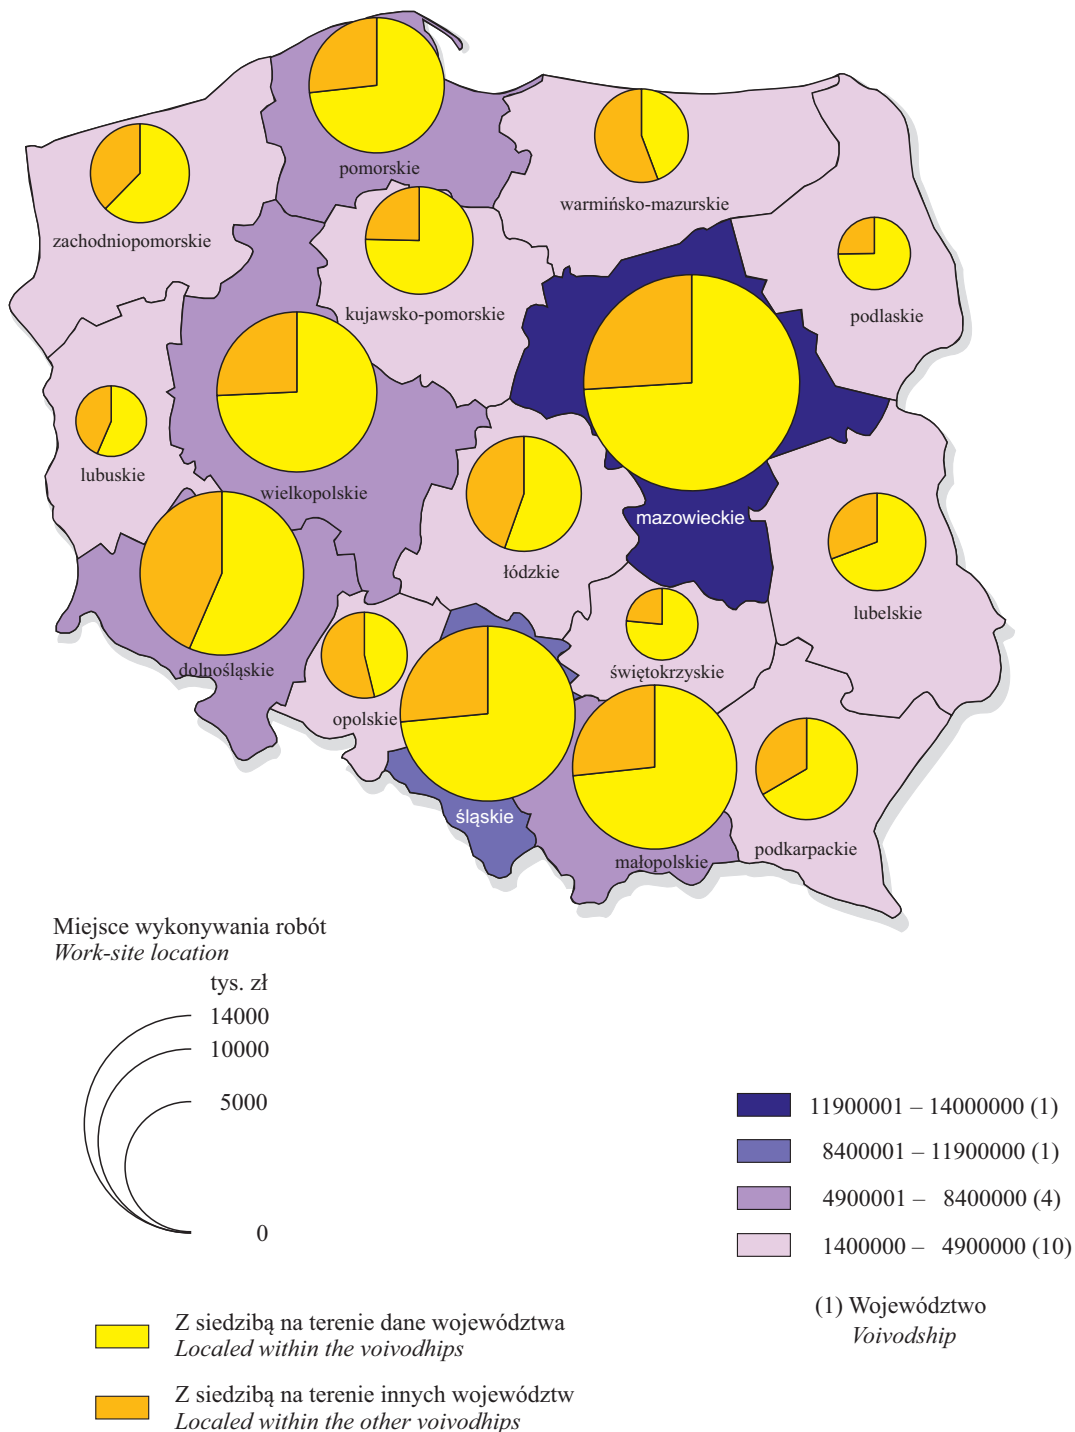 pomorskie
warmińsko-mazurskie
zachodniopomorskie
kujawsko-pomorskie
podlaskie
lubuskie
wielkopolskie
mazowieckie
łódzkie
lubelskie
dolnośląskie
świętokrzyskie
opolskie
śląskie
małopolskie
podkarpackie
Miejsce wykonywania robót
Work-site location
tys. zł
14000
10000
5000
0
11900001 – 14000000 (1)
8400001 – 11900000 (1)
4900001 – 8400000 (4)
1400000 – 4900000 (10)
(1) Województwo
Voivodship
Z siedzibą na terenie dane województwa
Localed within the voivodhips
Z siedzibą na terenie innych województw
Localed within the other voivodhips